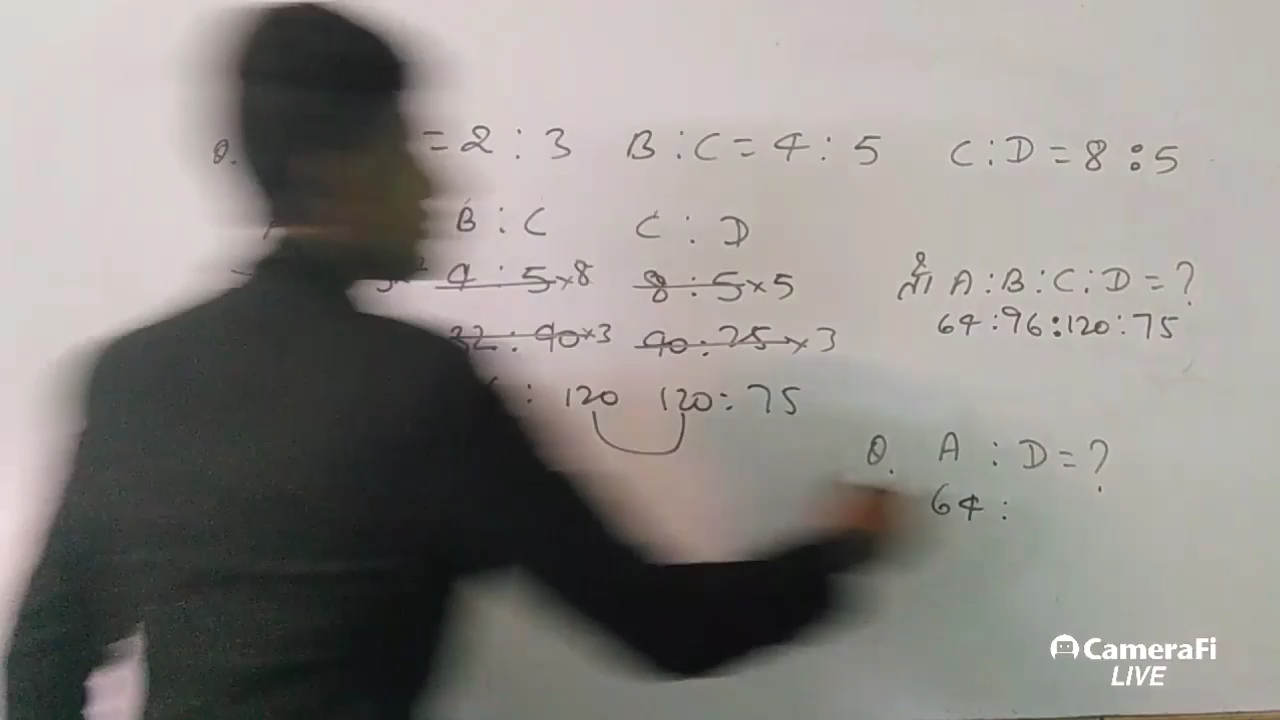 Q. = 2 : 3 B : C = 4 : 5 C : D = 8 : 5
B : C C : D
4 : 5 × 8 8 : 5 × 5
32 : 40 × 3 40 : 25 × 3
: 120 120 : 75
A : B : C : D = ?
64 : 96 : 120 : 75
Q. A : D = ?
64 :
CameraFi
LIVE